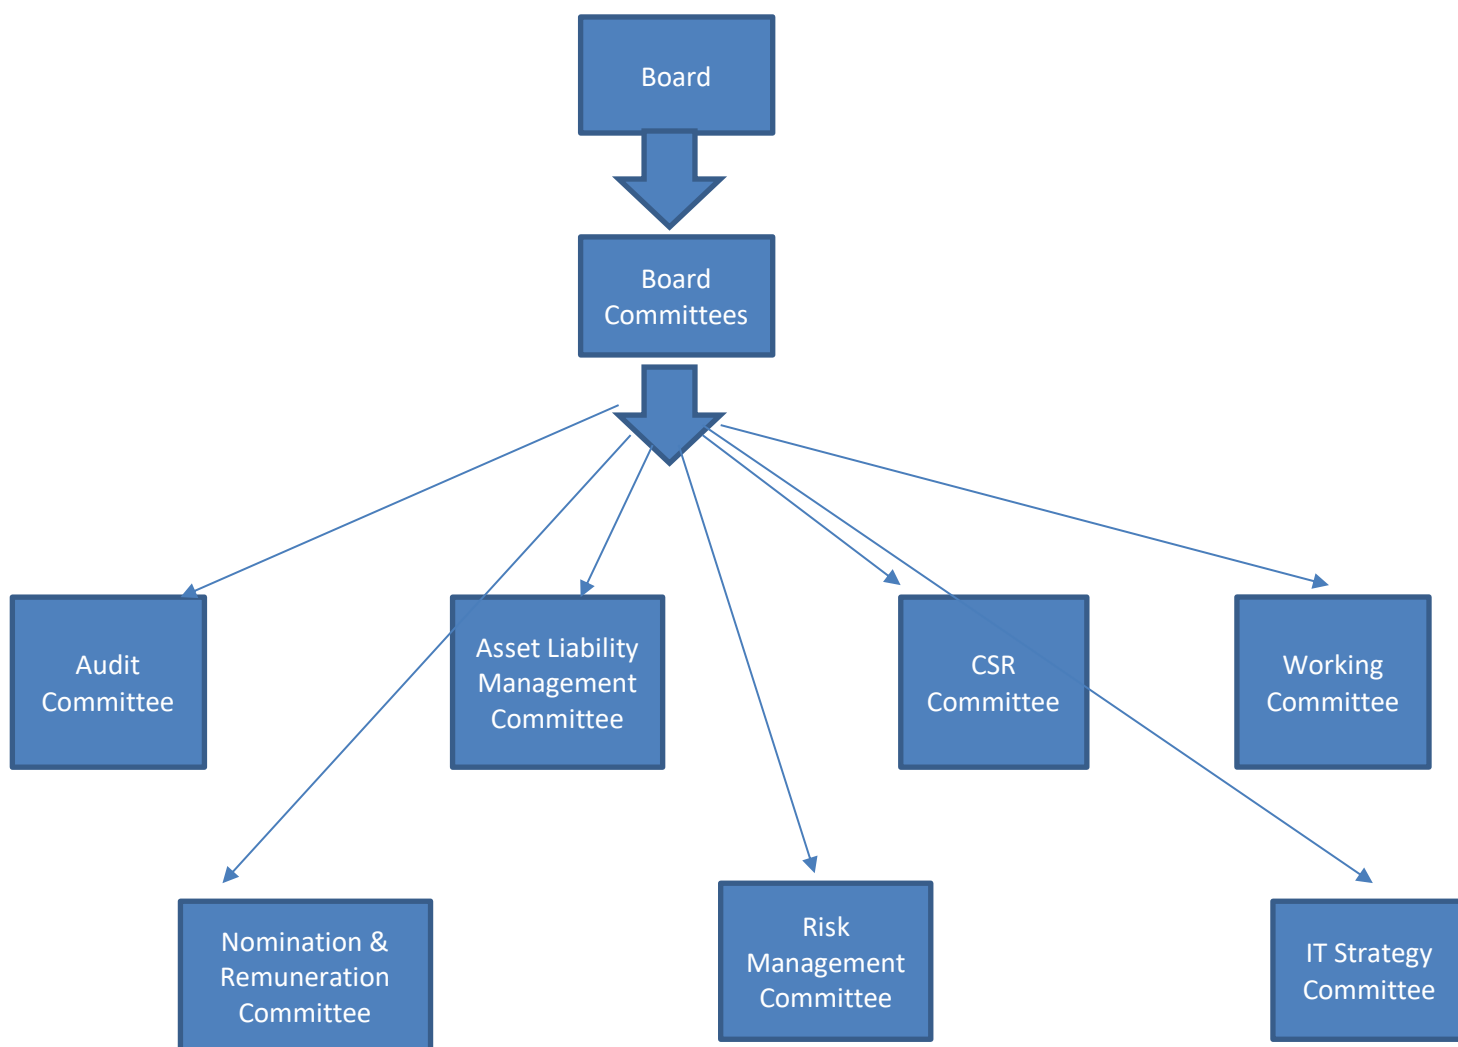 Board
Board
Committees
Audit
Committee
Asset Liability
Management
Committee
CSR
Committee
Working
Committee
Nomination &
Remuneration
Committee
Risk
Management
Committee
IT Strategy
Committee